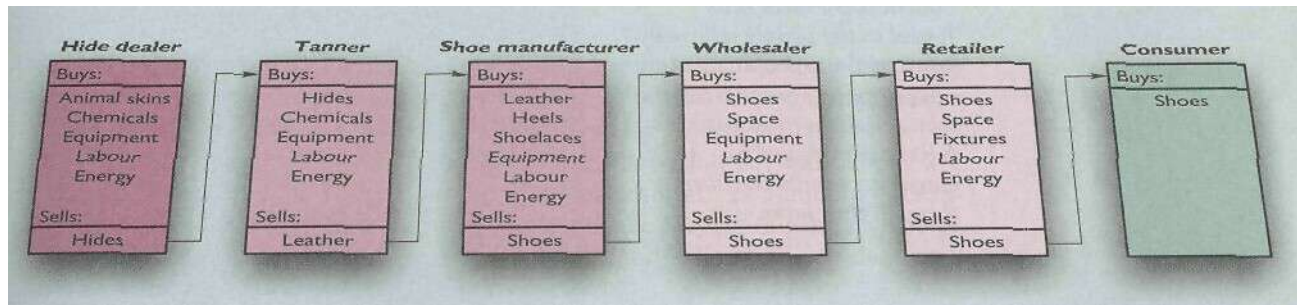 Hide dealer
Buys:
Animal skins
Chemicals
Equipment
Labour
Energy
Sells:
Hides
Tanner
Buys:
Hides
Chemicals
Equipment
Labour
Energy
Sells:
Leather
Shoe manufacturer
Buys:
Leather
Heels
Shoelaces
Equipment
Labour
Energy
Sells:
Shoes
Wholesaler
Buys:
Shoes
Space
Equipment
Labour
Energy
Sells:
Shoes
Retailer
Buys:
Shoes
Space
Fixtures
Labour
Energy
Sells:
Shoes
Consumer
Buys:
Shoes